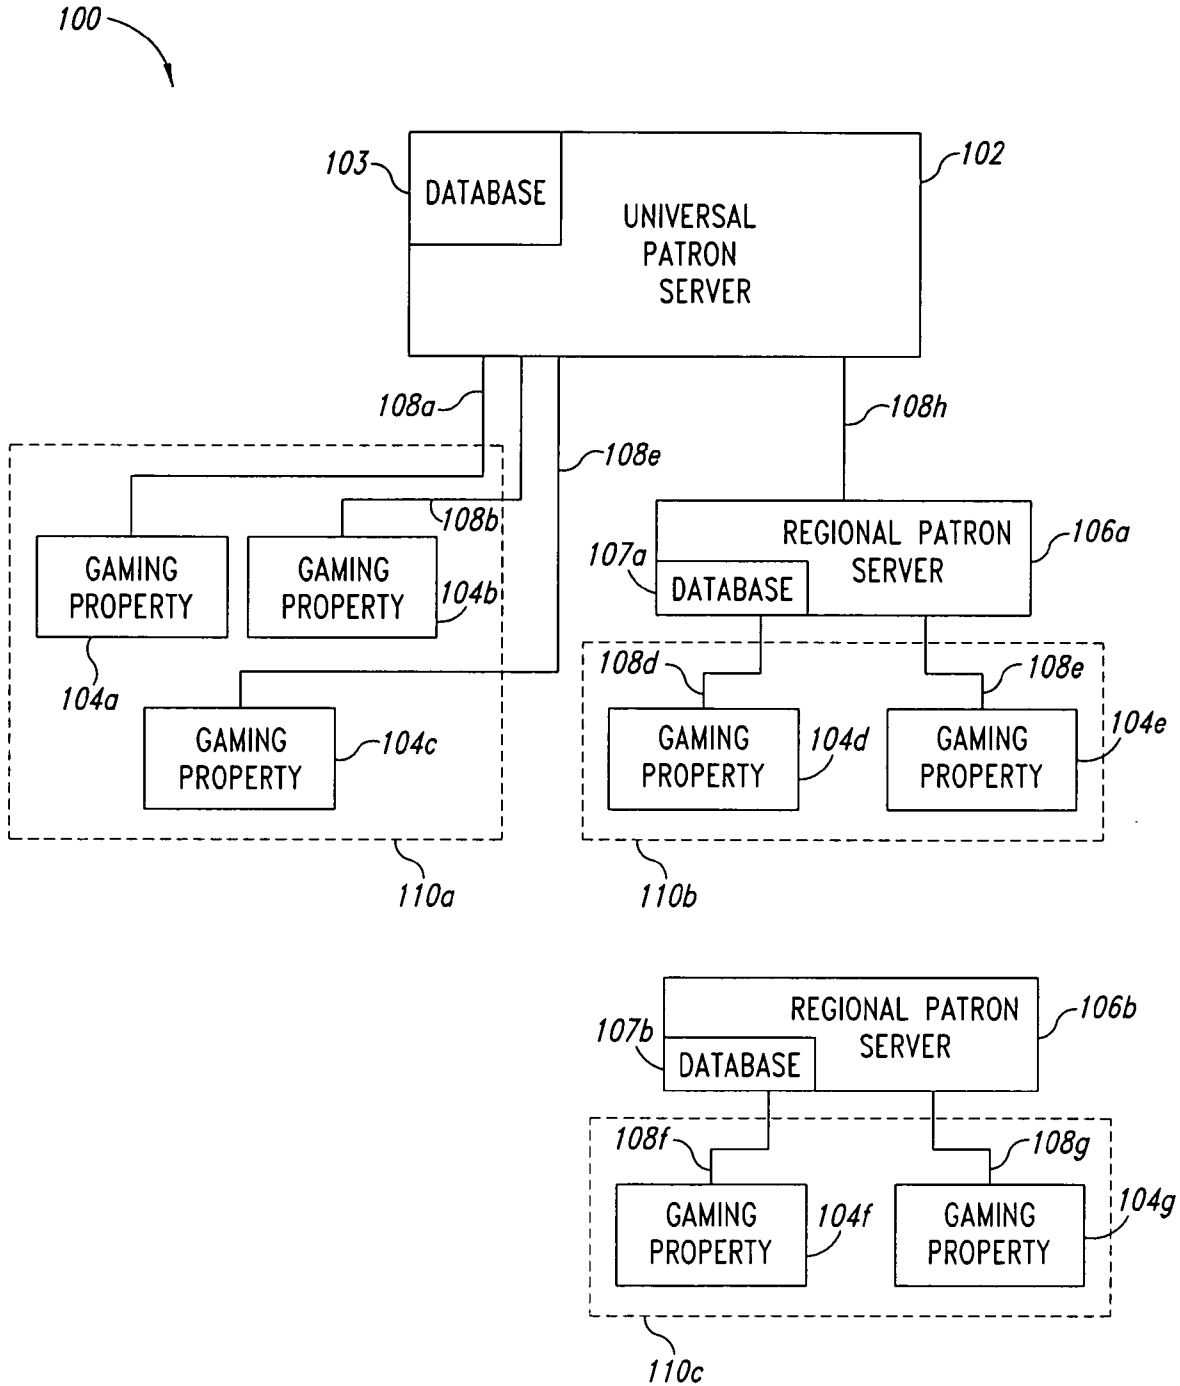 100
103
DATABASE
102
UNIVERSAL
PATRON
SERVER
108a
108h
108e
108b
GAMING
PROPERTY
104a
GAMING
PROPERTY
104b
GAMING
PROPERTY
104c
110a
REGIONAL PATRON
SERVER
106a
107a
DATABASE
108d
108e
GAMING
PROPERTY
104d
GAMING
PROPERTY
104e
110b
REGIONAL PATRON
SERVER
106b
107b
DATABASE
108f
108g
GAMING
PROPERTY
104f
GAMING
PROPERTY
104g
110c